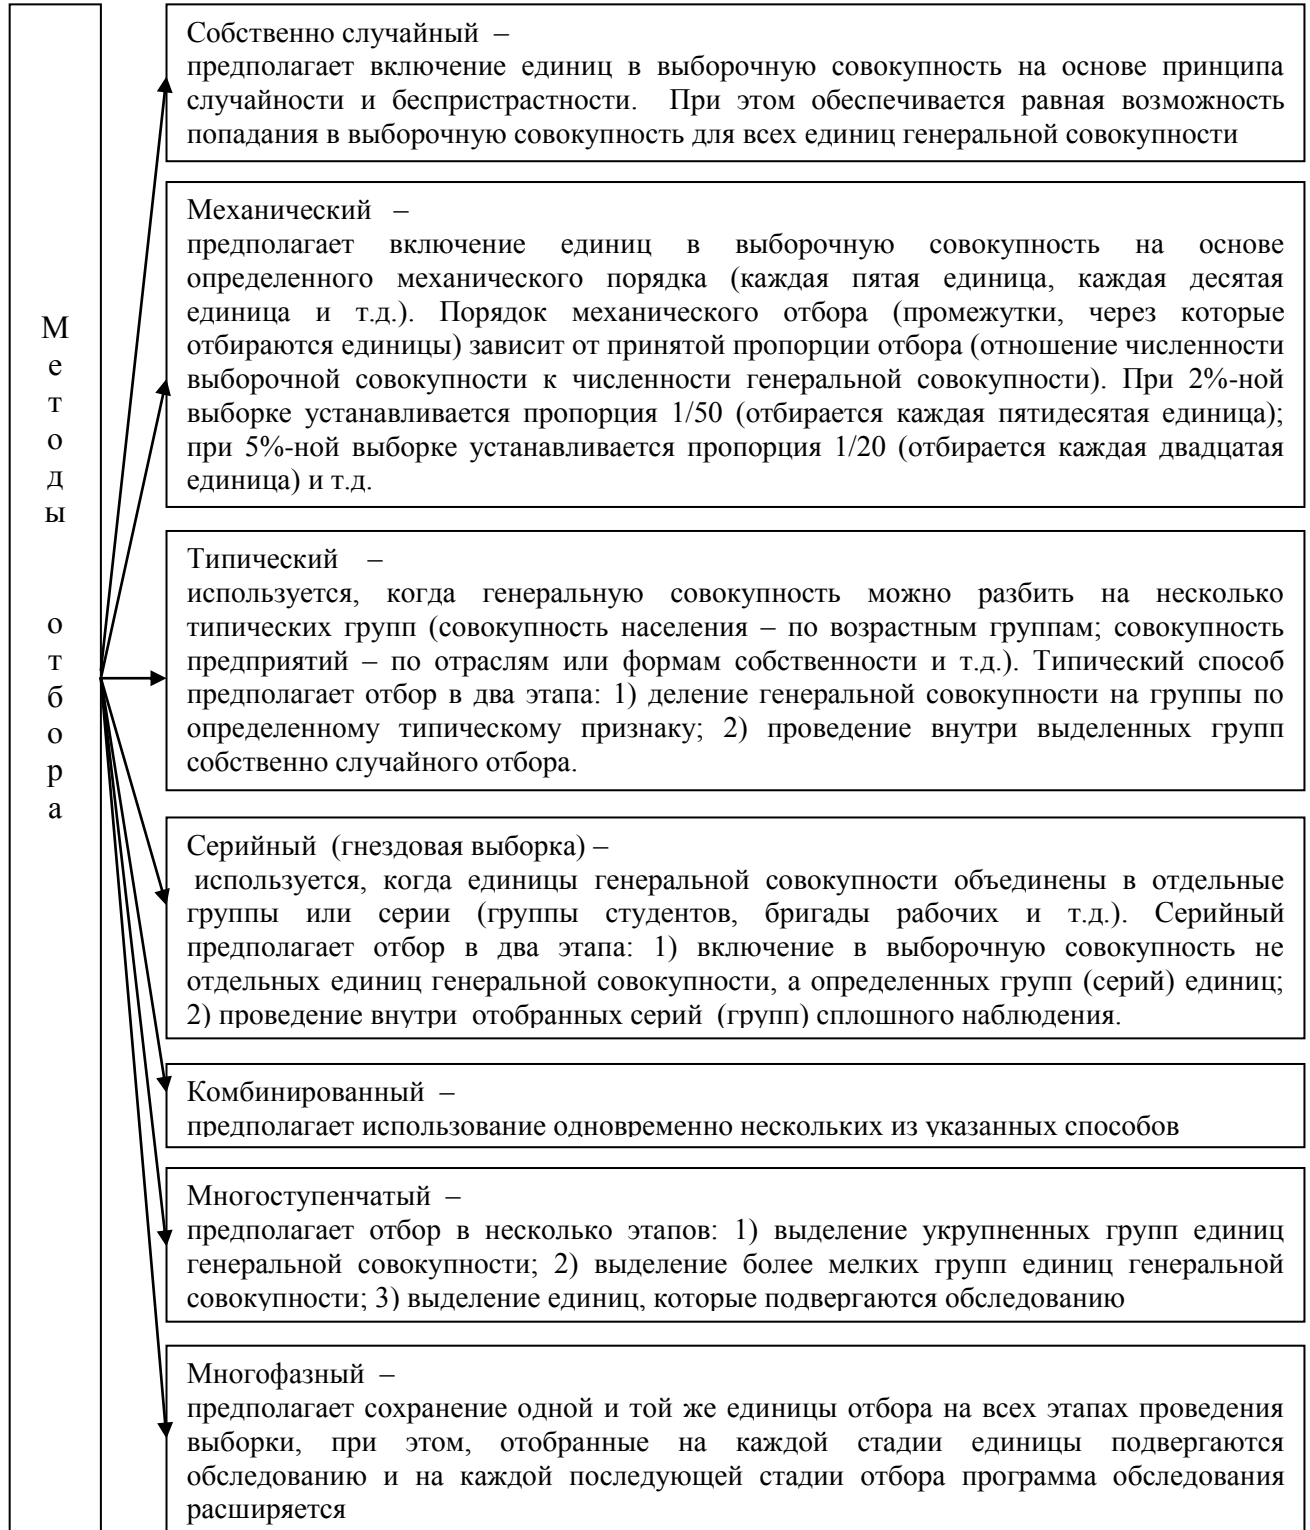 Методы отбора
Собственно случайный –
предполагает включение единиц в выборочную совокупность на основе принципа
случайности и беспристрастности. При этом обеспечивается равная возможность
попадания в выборочную совокупность для всех единиц генеральной совокупности
Механический –
предполагает включение единиц в выборочную совокупность на основе
определенного механического порядка (каждая пятая единица, каждая десятая
единица и т.д.). Порядок механического отбора (промежутки, через которые
отбираются единицы) зависит от принятой пропорции отбора (отношение численности
выборочной совокупности к численности генеральной совокупности). При 2%-ной
выборке устанавливается пропорция 1/50 (отбирается каждая пятидесятая единица);
при 5%-ной выборке устанавливается пропорция 1/20 (отбирается каждая двадцатая
единица) и т.д.
Типический –
используется, когда генеральную совокупность можно разбить на несколько
типических групп (совокупность населения – по возрастным группам; совокупность
предприятий – по отраслям или формам собственности и т.д.). Типический способ
предполагает отбор в два этапа: 1) деление генеральной совокупности на группы по
определенному типическому признаку; 2) проведение внутри выделенных групп
собственно случайного отбора.
Серийный (гнездовая выборка) –
используется, когда единицы генеральной совокупности объединены в отдельные
группы или серии (группы студентов, бригады рабочих и т.д.). Серийный
предполагает отбор в два этапа: 1) включение в выборочную совокупность не
отдельных единиц генеральной совокупности, а определенных групп (серий) единиц;
2) проведение внутри отобранных серий (групп) сплошного наблюдения.
Комбинированный –
предполагает использование одновременно нескольких из указанных способов
Многоступенчатый –
предполагает отбор в несколько этапов: 1) выделение укрупненных групп единиц
генеральной совокупности; 2) выделение более мелких групп единиц генеральной
совокупности; 3) выделение единиц, которые подвергаются обследованию
Многофазный –
предполагает сохранение одной и той же единицы отбора на всех этапах проведения
выборки, при этом, отобранные на каждой стадии единицы подвергаются
обследованию и на каждой последующей стадии отбора программа обследования
расширяется